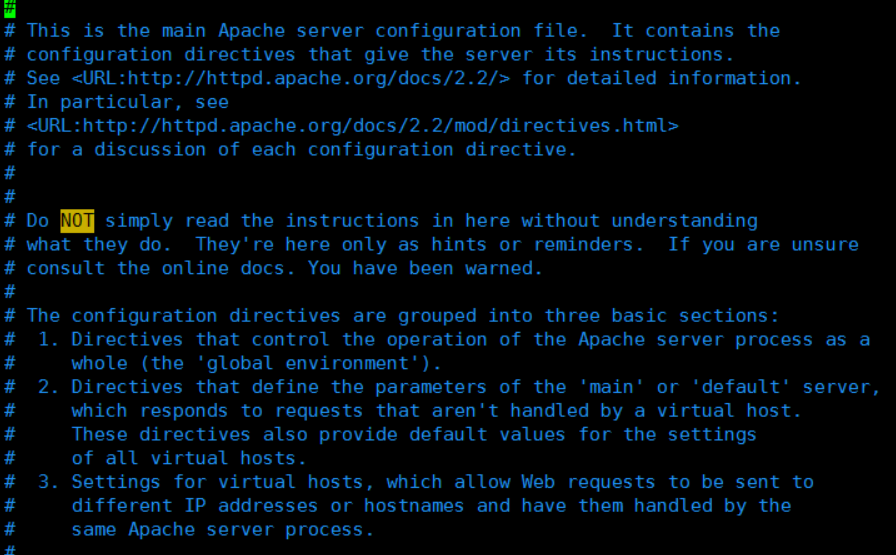 #
# This is the main Apache server configuration file.  It contains the
# configuration directives that give the server its instructions.
# See <URL:http://httpd.apache.org/docs/2.2/> for detailed information.
# In particular, see
# <URL:http://httpd.apache.org/docs/2.2/mod/directives.html>
# for a discussion of each configuration directive.
#
#
# Do NOT simply read the instructions in here without understanding
# what they do.  They're here only as hints or reminders.  If you are unsure
# consult the online docs. You have been warned.
#
# The configuration directives are grouped into three basic sections:
#  1. Directives that control the operation of the Apache server process as a
#     whole (the 'global environment').
#  2. Directives that define the parameters of the 'main' or 'default' server,
#     which responds to requests that aren't handled by a virtual host.
#     These directives also provide default values for the settings
#     of all virtual hosts.
#  3. Settings for virtual hosts, which allow Web requests to be sent to
#     different IP addresses or hostnames and have them handled by the
#     same Apache server process.
#